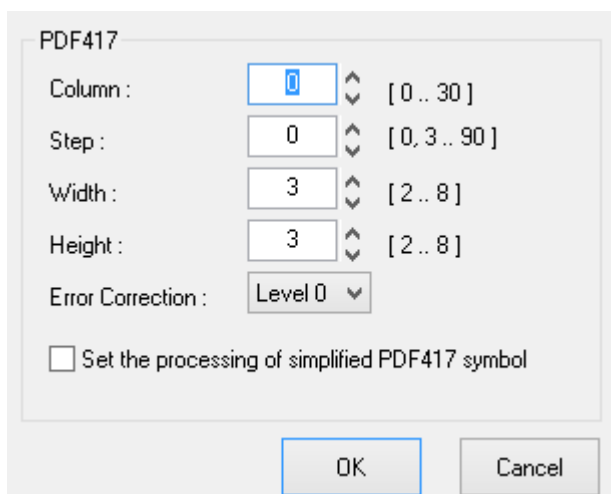 PDF417
Column : 0 [ 0 .. 30 ]
Step : 0 [ 0, 3 .. 90 ]
Width : 3 [ 2 .. 8 ]
Height : 3 [ 2 .. 8 ]
Error Correction : Level 0
Set the processing of simplified PDF417 symbol
OK Cancel